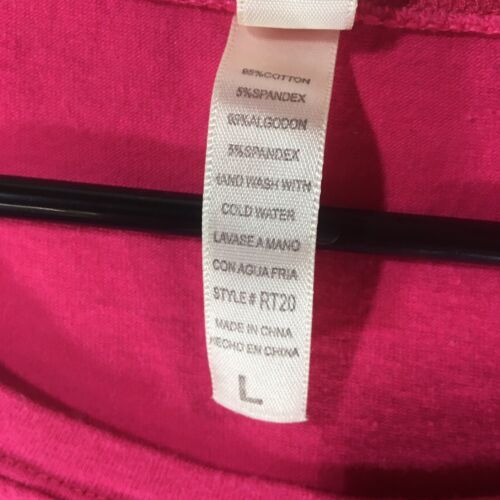 95%COTTON
5%SPANDEX
95%ALGODON
5%SPANDEX
HAND WASH WITH
COLD WATER
LAVASE A MANO
CON AGUA FRIA
STYLE# RT20
MADE IN CHNA
HECHO EN CHINA
L